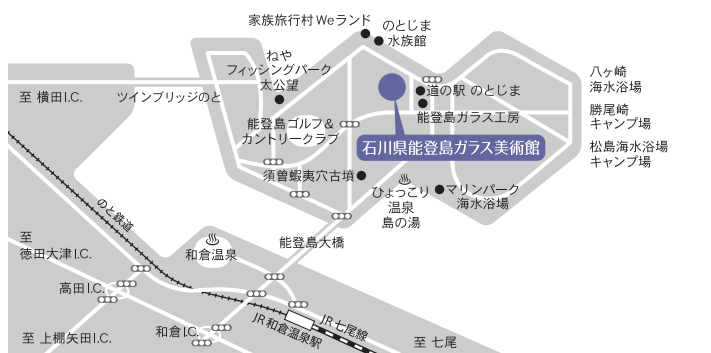 家族旅行村Weランド
のとじま
水族館
ねや
フィッシングパーク
太公望
至 横田I.C.
ツインブリッジのと
道の駅 のとじま
能登島ガラス工房
八ヶ崎
海水浴場
勝尾崎
キャンプ場
松島海水浴場
キャンプ場
能登島ゴルフ&
カントリークラブ
石川県能登島ガラス美術館
須曽蝦夷穴古墳
ひょっこり
温泉
島の湯
マリンパーク
海水浴場
のと鉄道
至
徳田大津I.C.
和倉温泉
能登島大橋
高田I.C.
至 上棚矢田I.C.
和倉I.C.
JR和倉温泉駅
JR七尾線
至 七尾